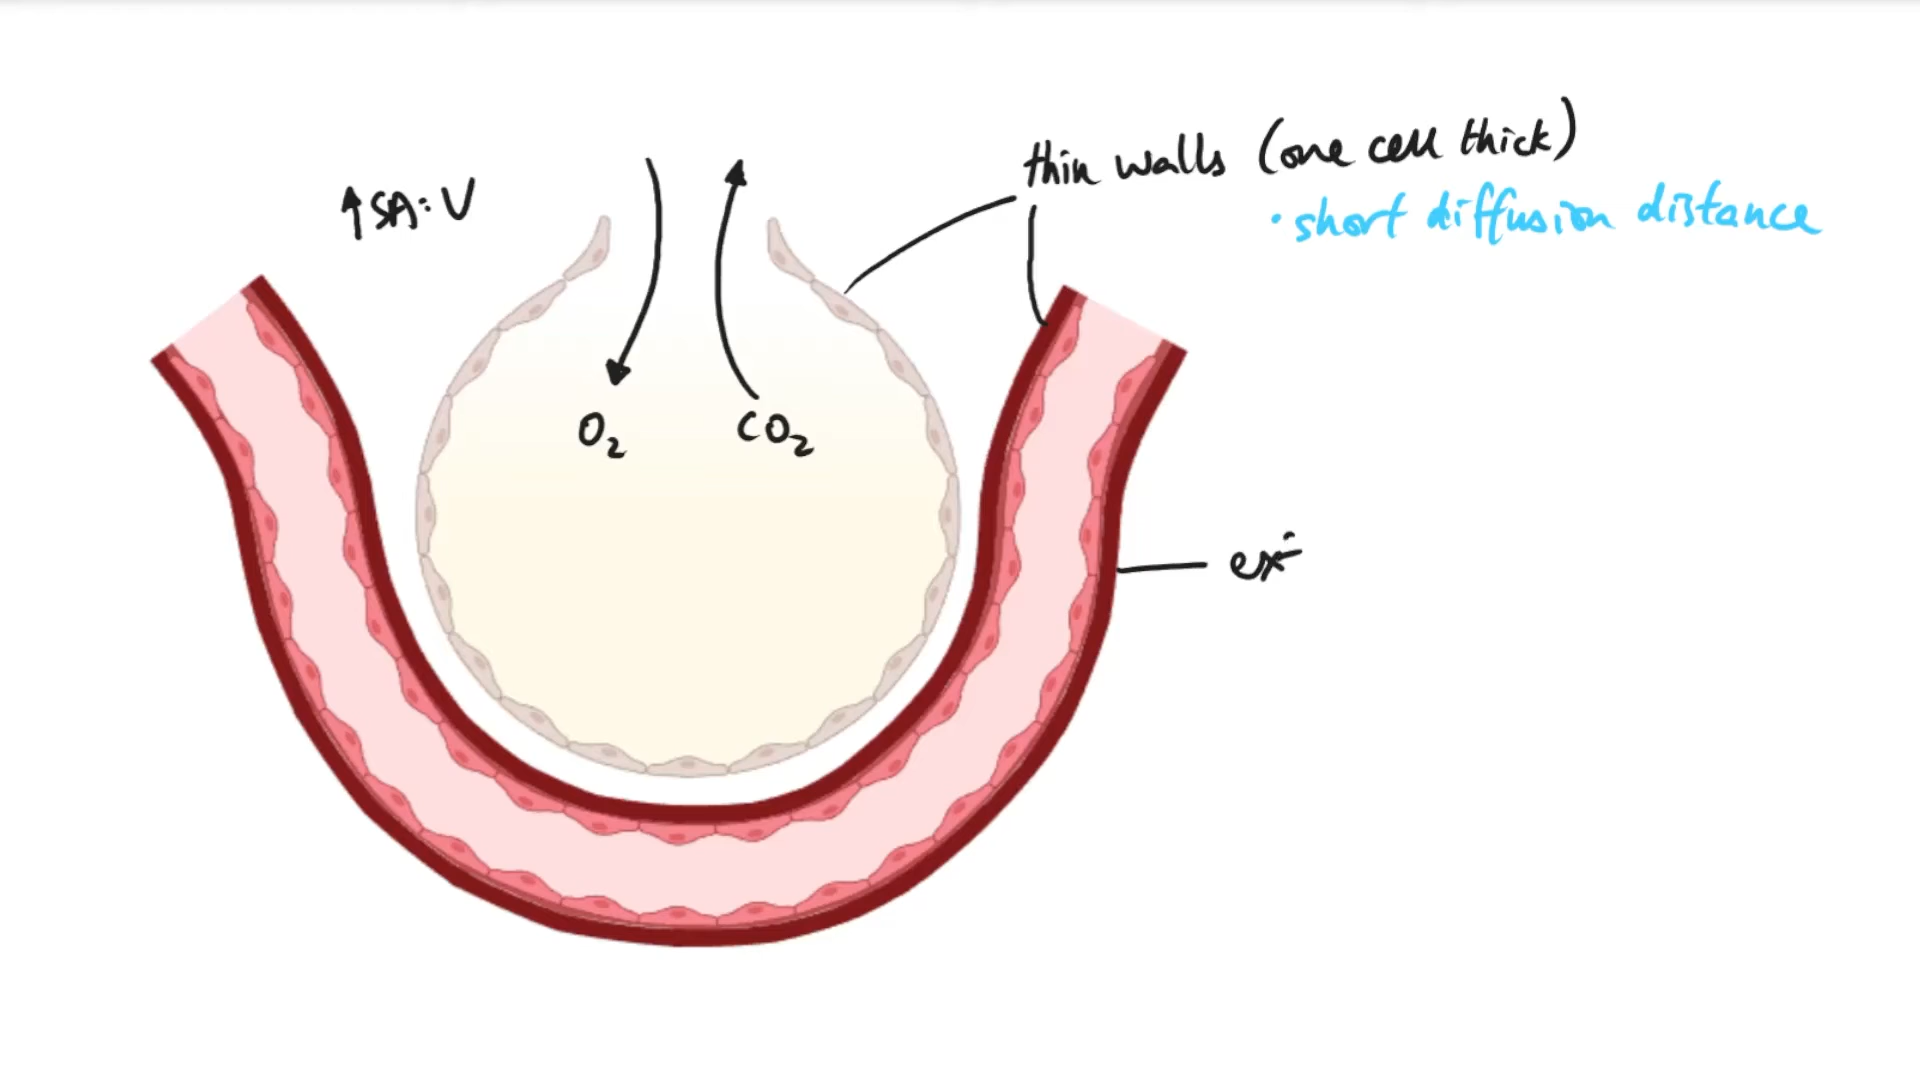 thin walls (one cell thick)
↑SA:V
• short diffusion distance
O₂
CO₂